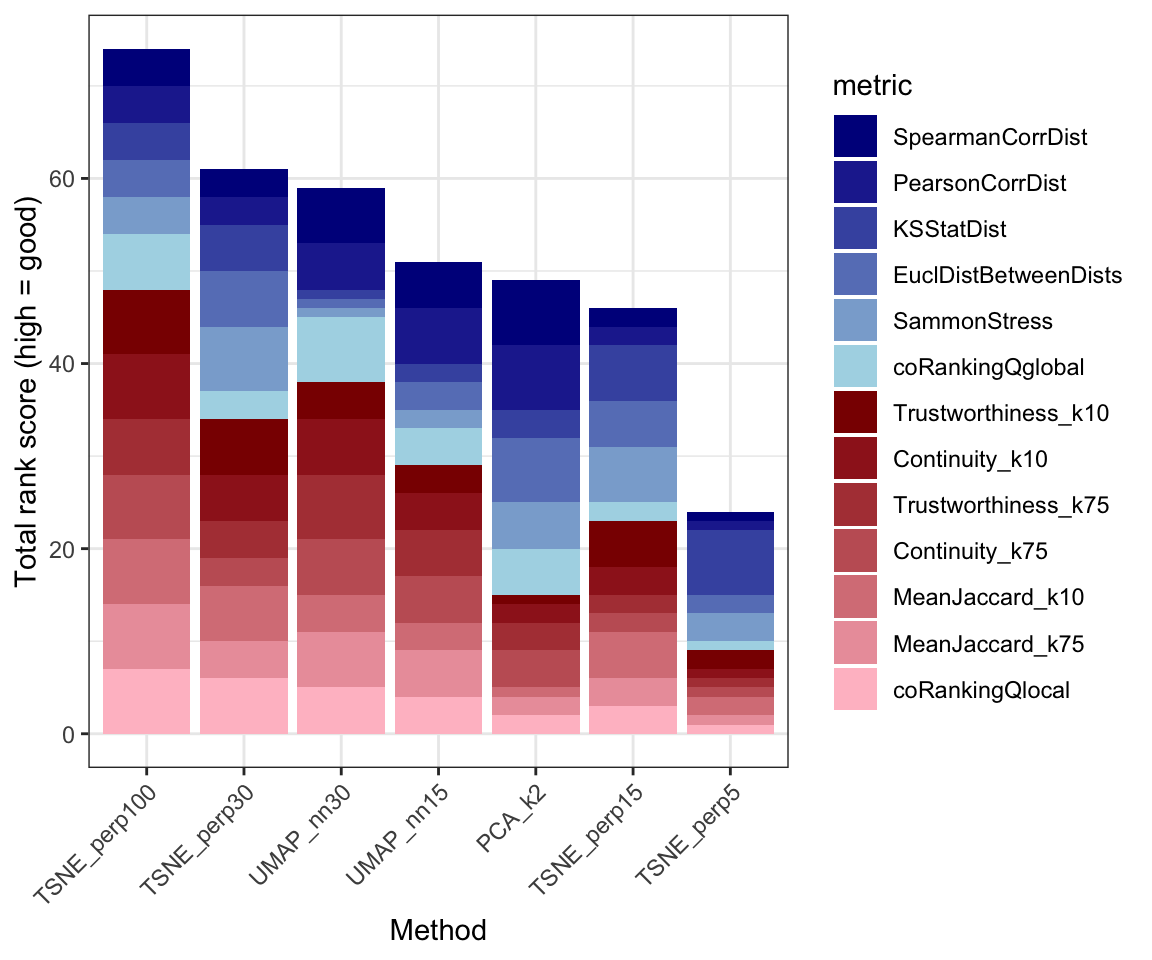 Total rank score (high = good)
60
40
20
0
TSNE_perp100
TSNE_perp30
UMAP_nn30
UMAP_nn15
PCA_k2
TSNE_perp15
TSNE_perp5
Method
metric
SpearmanCorrDist
PearsonCorrDist
KSStatDist
EuclDistBetweenDists
SammonStress
coRankingQglobal
Trustworthiness_k10
Continuity_k10
Trustworthiness_k75
Continuity_k75
MeanJaccard_k10
MeanJaccard_k75
coRankingQlocal